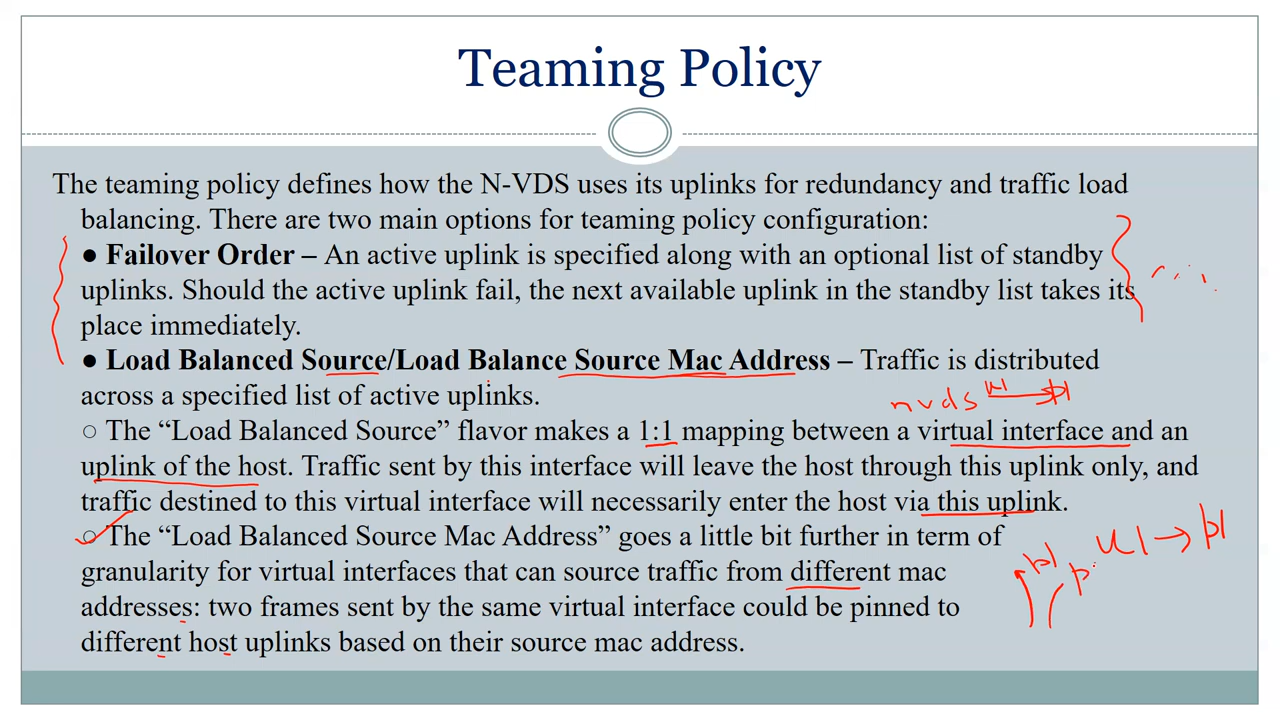 Teaming Policy
The teaming policy defines how the N-VDS uses its uplinks for redundancy and traffic load
balancing. There are two main options for teaming policy configuration:
● Failover Order – An active uplink is specified along with an optional list of standby
uplinks. Should the active uplink fail, the next available uplink in the standby list takes its
place immediately.
● Load Balanced Source/Load Balance Source Mac Address – Traffic is distributed
across a specified list of active uplinks.
nvds u1 p1
○ The “Load Balanced Source” flavor makes a 1:1 mapping between a virtual interface and an
uplink of the host. Traffic sent by this interface will leave the host through this uplink only, and
traffic destined to this virtual interface will necessarily enter the host via this uplink.
○ The “Load Balanced Source Mac Address” goes a little bit further in term of
granularity for virtual interfaces that can source traffic from different mac
addresses: two frames sent by the same virtual interface could be pinned to
different host uplinks based on their source mac address.
p1 p u1 → p1